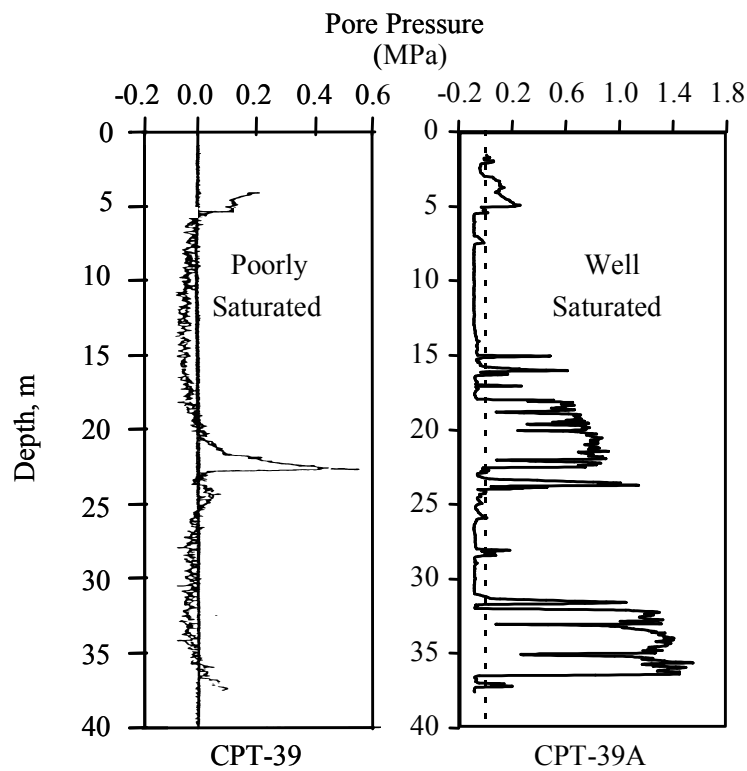 Pore Pressure
(MPa)
-0.2 0.0 0.2 0.4 0.6
-0.2 0.2 0.6 1.0 1.4 1.8
Depth, m
0
5
10
15
20
25
30
35
40
Poorly
Saturated
0
5
10
15
20
25
30
35
40
Well
Saturated
CPT-39
CPT-39A